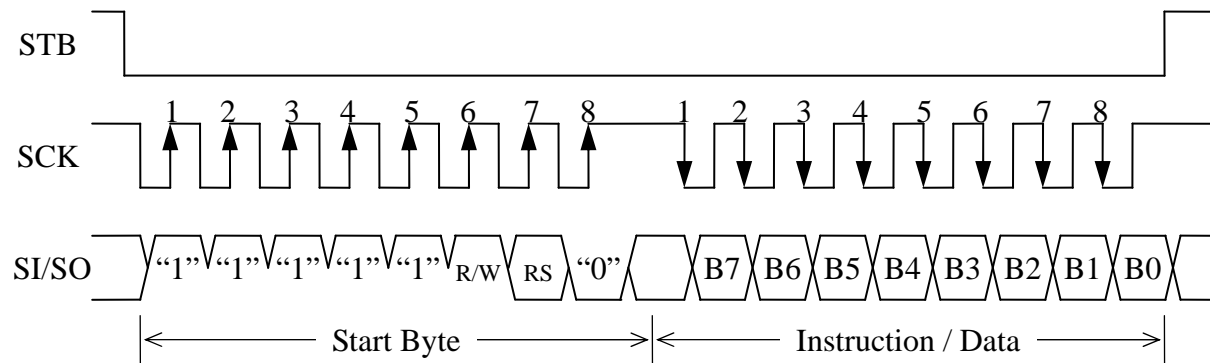 STB
1 2 3 4 5 6 7 8 1 2 3 4 5 6 7 8
SCK
SI/SO “1” “1” “1” “1” “1” R/W RS “0” B7 B6 B5 B4 B3 B2 B1 B0
Start Byte Instruction / Data